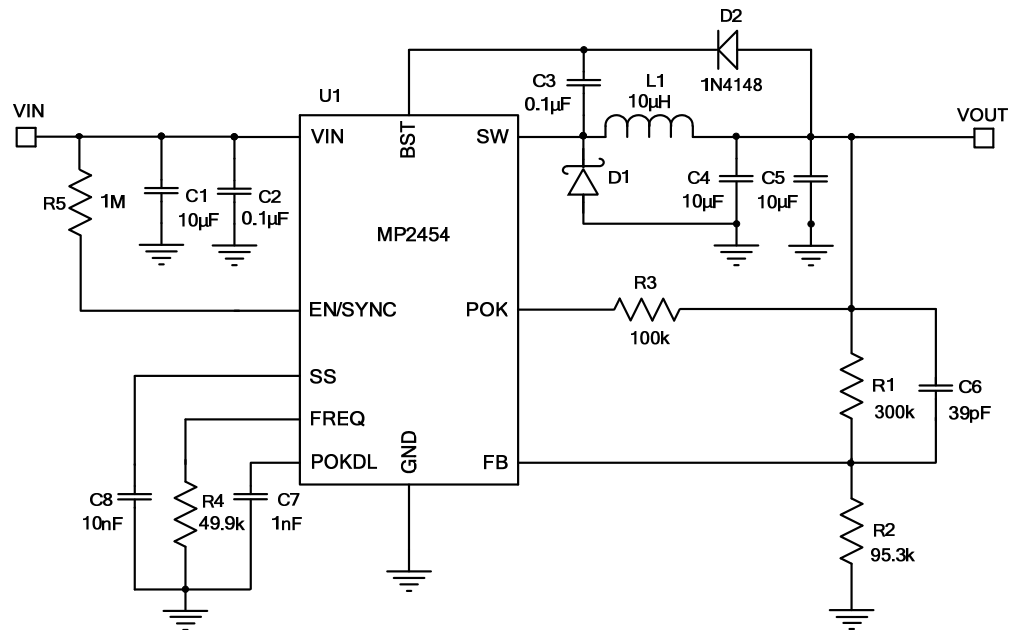 D2
1N4148
C3
0.1µF
L1
10µH
U1
VIN
VOUT
VIN
BST
SW
D1
C4
10µF
C5
10µF
R5
1M
C1
10µF
C2
0.1µF
MP2454
EN/SYNC
POK
R3
100k
SS
FREQ
POKDL
GND
FB
R1
300k
C6
39pF
C8
10nF
R4
49.9k
C7
1nF
R2
95.3k